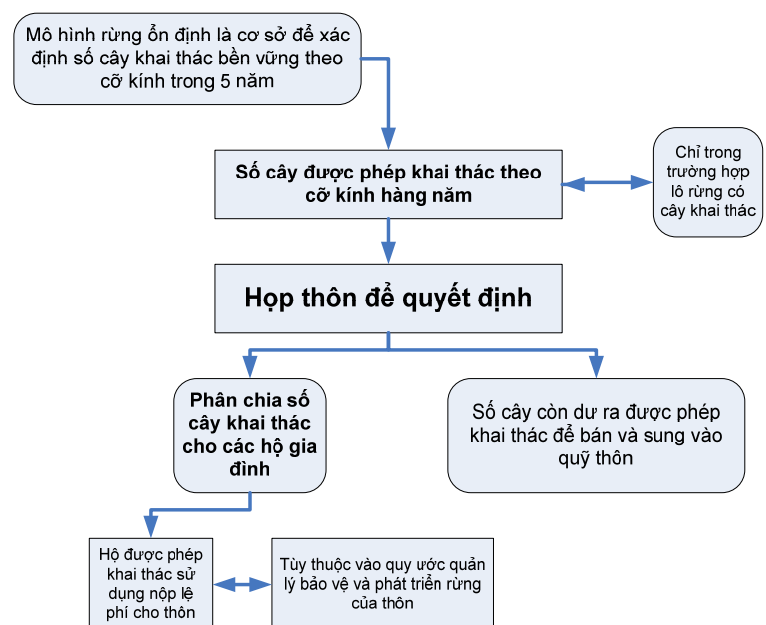 Mô hình rừng ổn định là cơ sở để xác
định số cây khai thác bền vững theo
cỡ kính trong 5 năm
Số cây được phép khai thác theo
cỡ kính hàng năm
Chỉ trong
trường hợp
lô rừng có
cây khai thác
Họp thôn để quyết định
Phân chia số
cây khai thác
cho các hộ gia
đình
Số cây còn dư ra được phép
khai thác để bán và sung vào
quỹ thôn
Hộ được phép
khai thác sử
dụng nộp lệ
phí cho thôn
Tùy thuộc vào quy ước quản
lý bảo vệ và phát triển rừng
của thôn